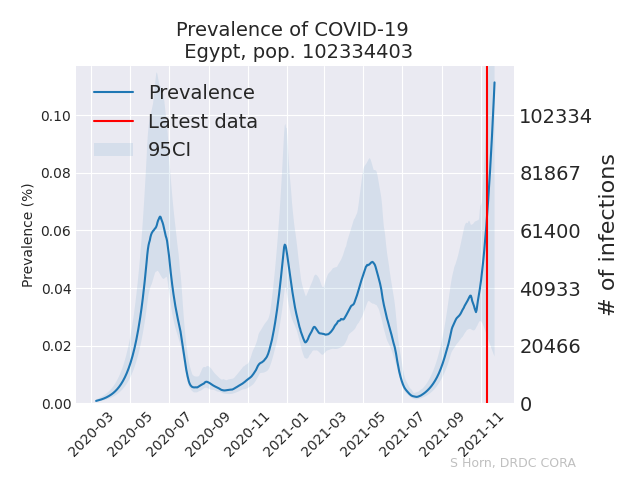 Prevalence of COVID-19
Egypt, pop. 102334403
Prevalence
Latest data
95CI
Prevalence (%)
0.10
0.08
0.06
0.04
0.02
0.00
102334
81867
61400
40933
20466
0
# of infections
2020-03
2020-05
2020-07
2020-09
2020-11
2021-01
2021-03
2021-05
2021-07
2021-09
2021-11
S Horn, DRDC CORA